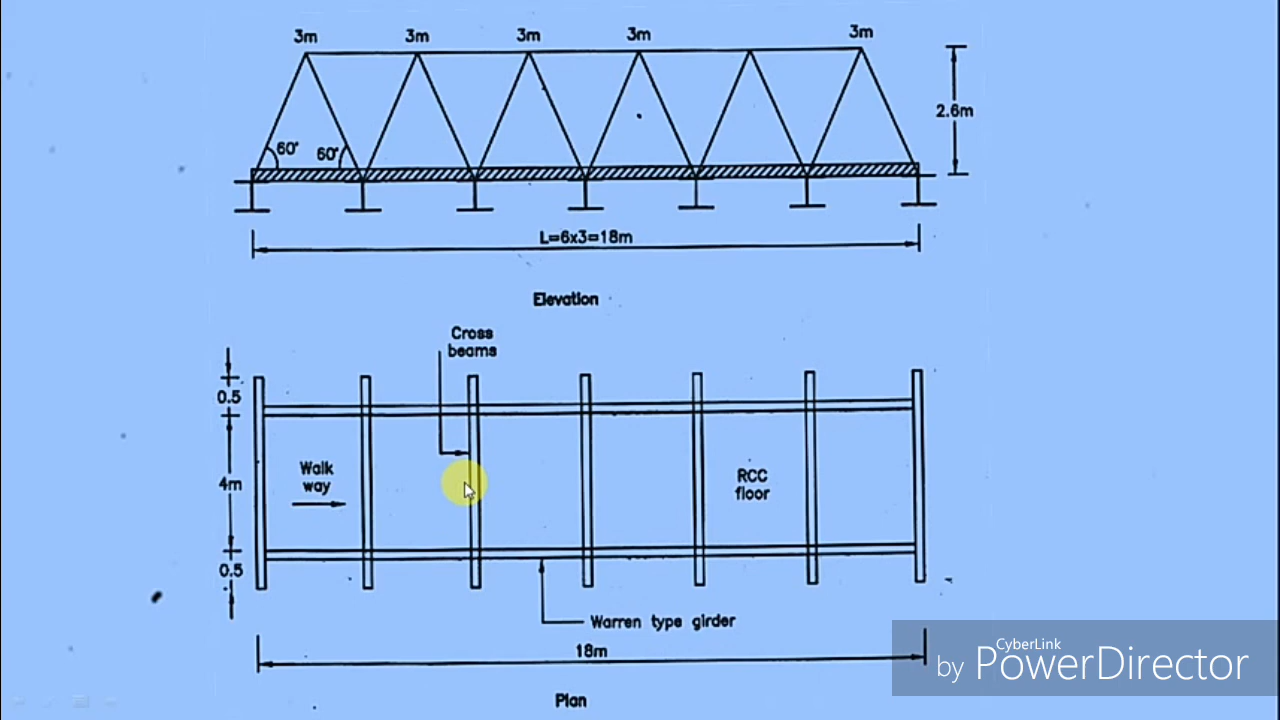 3m 3m 3m 3m 3m
2.6m
60° 60°
L=6x3=18m
Elevation
Cross
beams
0.5
Walk
way
4m
RCC
floor
0.5
Warren type girder
18m
Plan
CyberLink
by PowerDirector